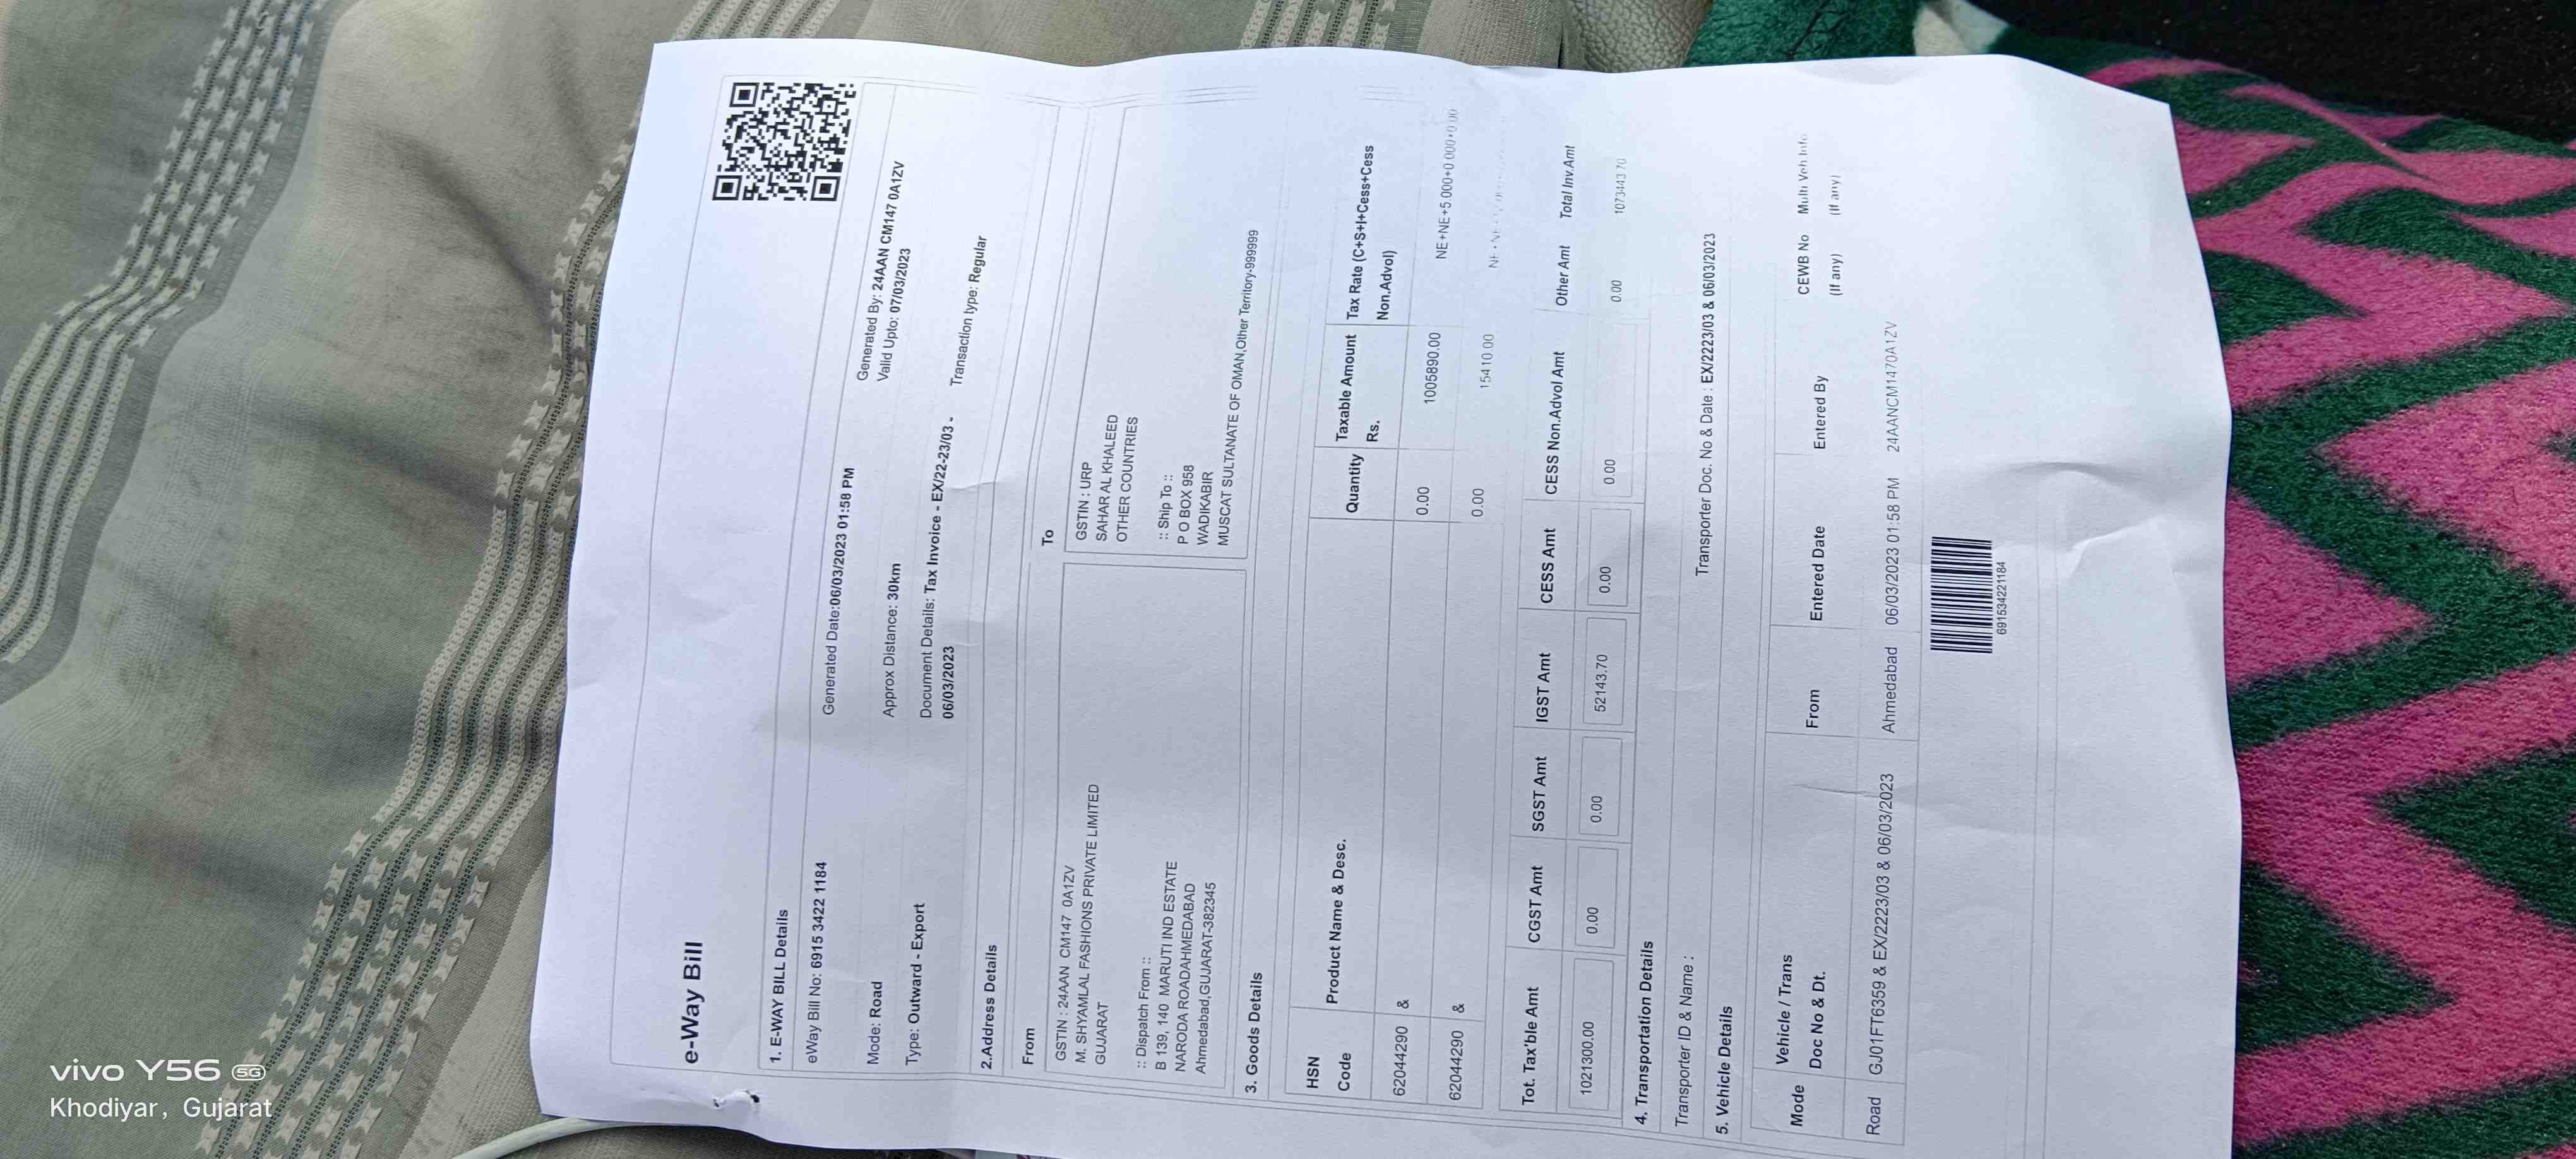 e-Way Bill
1. E-WAY BILL Details
eWay Bill No: 6915 3422 1184
Generated Date:06/03/2023 01:58 PM
Generated By: 24AAN CM147 0A1ZV
Valid Upto: 07/03/2023
Mode: Road
Approx Distance: 30km
Type: Outward - Export
Document Details: Tax Invoice - EX/22-23/03 -
06/03/2023
Transaction type: Regular
2.Address Details
From
GSTIN : 24AAN CM147 0A1ZV
M. SHYAMLAL FASHIONS PRIVATE LIMITED
GUJARAT
:: Dispatch From ::
B 139, 140 MARUTI IND ESTATE
NARODA ROADAHMEDABAD
Ahmedabad,GUJARAT-382345
To
GSTIN : URP
SAHAR AL KHALEED
OTHER COUNTRIES
:: Ship To ::
P O BOX 958
WADIKABIR
MUSCAT SULTANATE OF OMAN,Other Territory-999999
3. Goods Details
HSN Code
Product Name & Desc.
Quantity
Taxable Amount Rs.
Tax Rate (C+S+I+Cess+Cess Non.Advol)
62044290 & 0.00 1005890.00 NE+NE+5.000+0.000+0.00
62044290 & 0.00 15410.00
Tot. Tax'ble Amt CGST Amt SGST Amt IGST Amt CESS Amt CESS Non.Advol Amt Other Amt Total Inv.Amt
1021300.00 0.00 0.00 52143.70 0.00 0.00 0.00 1073443.70
4. Transportation Details
Transporter ID & Name :
Transporter Doc. No & Date : EX/2223/03 & 06/03/2023
5. Vehicle Details
Mode
Vehicle / Trans Doc No & Dt.
From
Entered Date
Entered By
CEWB No (If any)
Multi Veh.Info (If any)
Road GJ01FT6359 & EX/2223/03 & 06/03/2023 Ahmedabad 06/03/2023 01:58 PM 24AANCM1470A1ZV
691534221184
vivo Y56 5G
Khodiyar, Gujarat